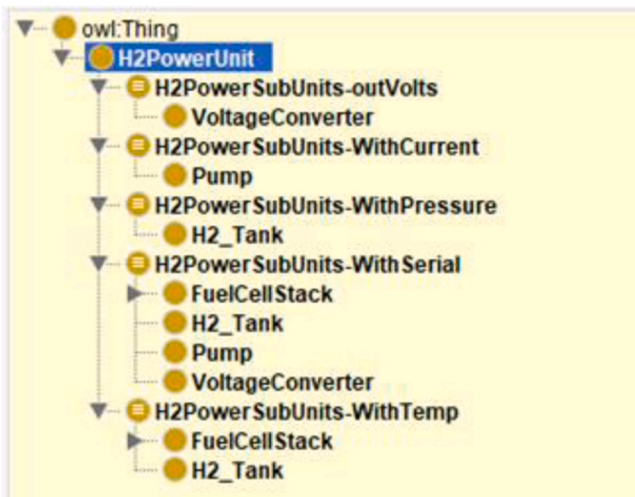 owl:Thing
H2PowerUnit
H2PowerSubUnits-outVolts
VoltageConverter
H2PowerSubUnits-WithCurrent
Pump
H2PowerSubUnits-WithPressure
H2_Tank
H2PowerSubUnits-WithSerial
FuelCellStack
H2_Tank
Pump
VoltageConverter
H2PowerSubUnits-WithTemp
FuelCellStack
H2_Tank